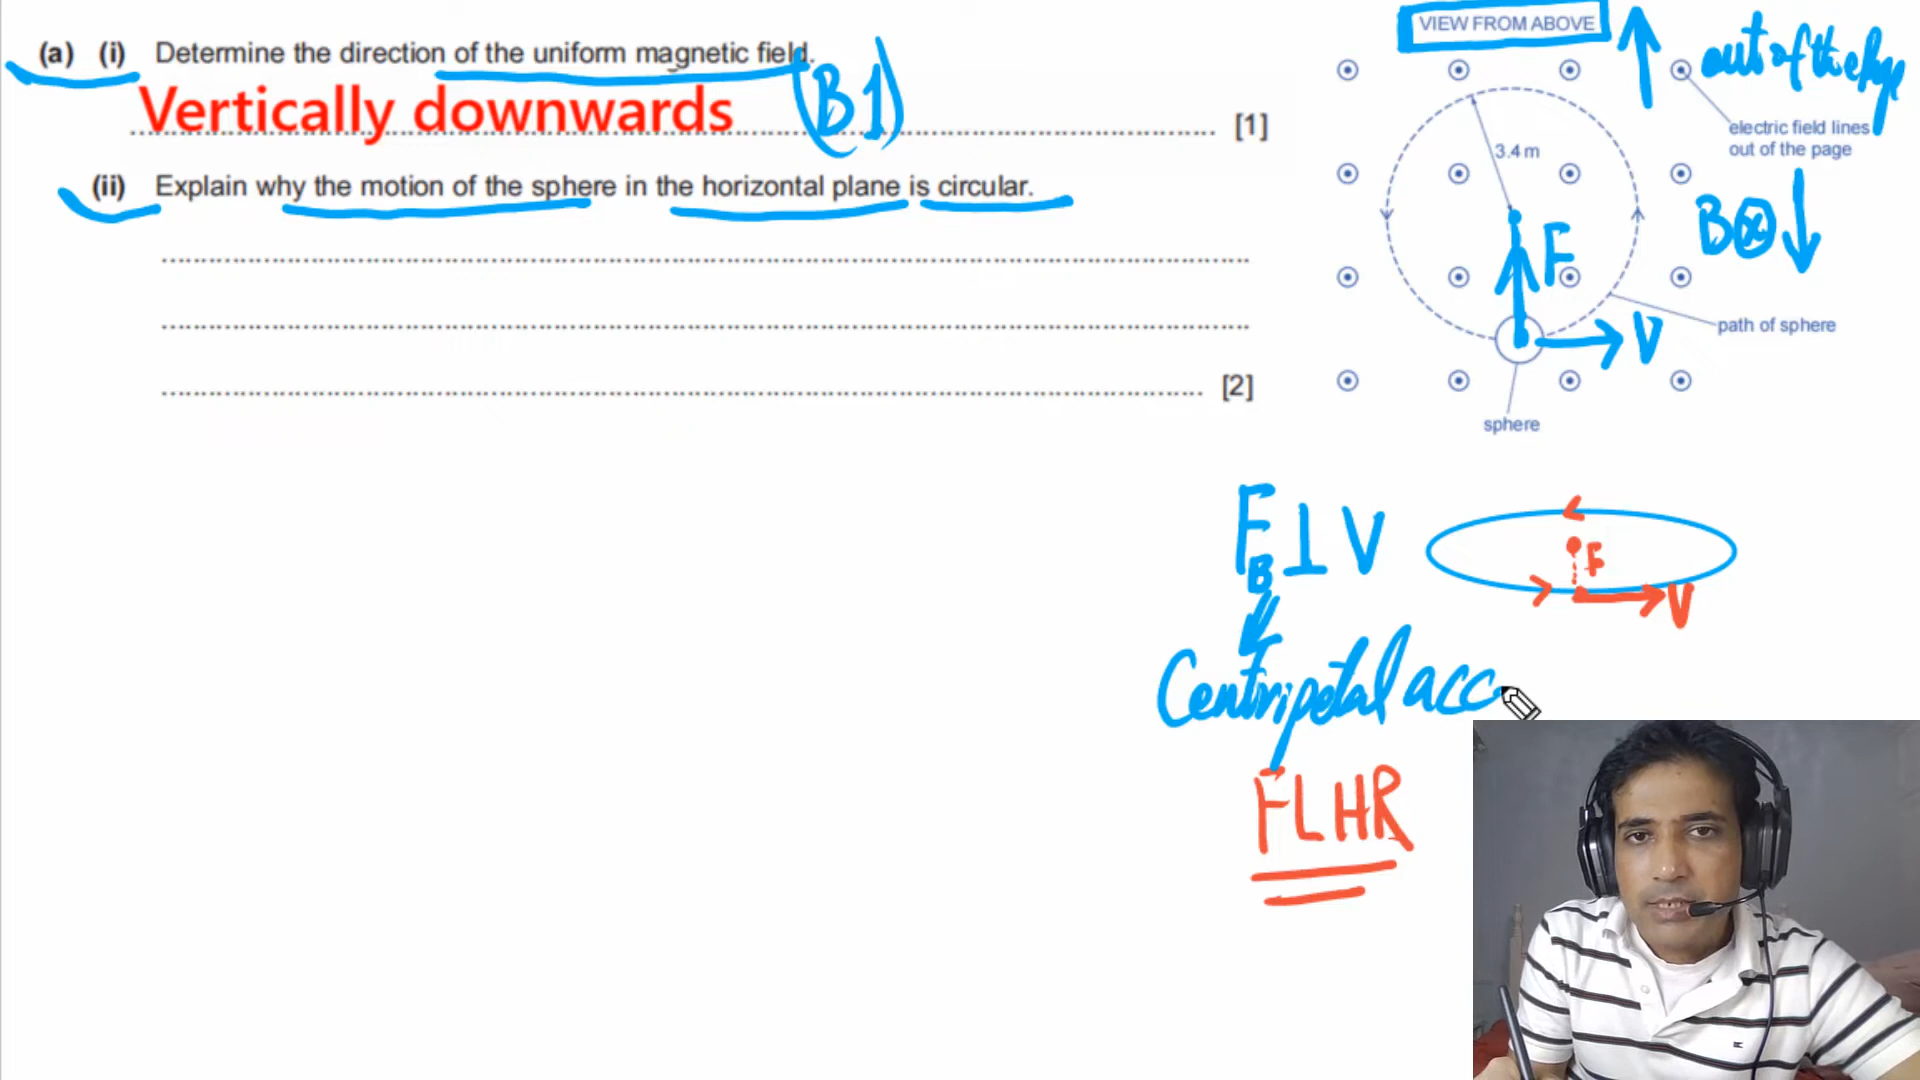 (a) (i) Determine the direction of the uniform magnetic field.
Vertically downwards (B1) [1]
(ii) Explain why the motion of the sphere in the horizontal plane is circular.
[2]
VIEW FROM ABOVE
out of the page
electric field lines
out of the page
3.4 m
B ⊗ ↓
F
V
path of sphere
sphere
F_B ⊥ V
F
V
Centripetal acc
FLHR